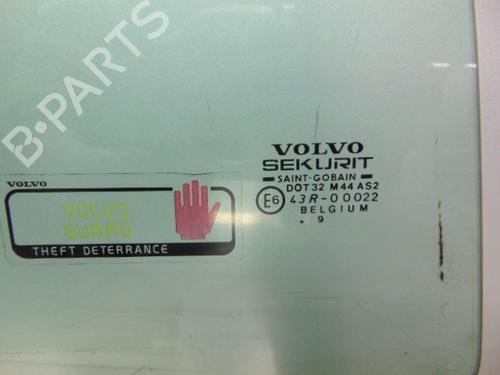 B-PARTS
VOLVO
SEKURIT
SAINT-GOBAIN
DOT32 M44 AS2
E6 43R-00022
BELGIUM
. 9
VOLVO
VOLVO
GUARD
THEFT DETERRANCE